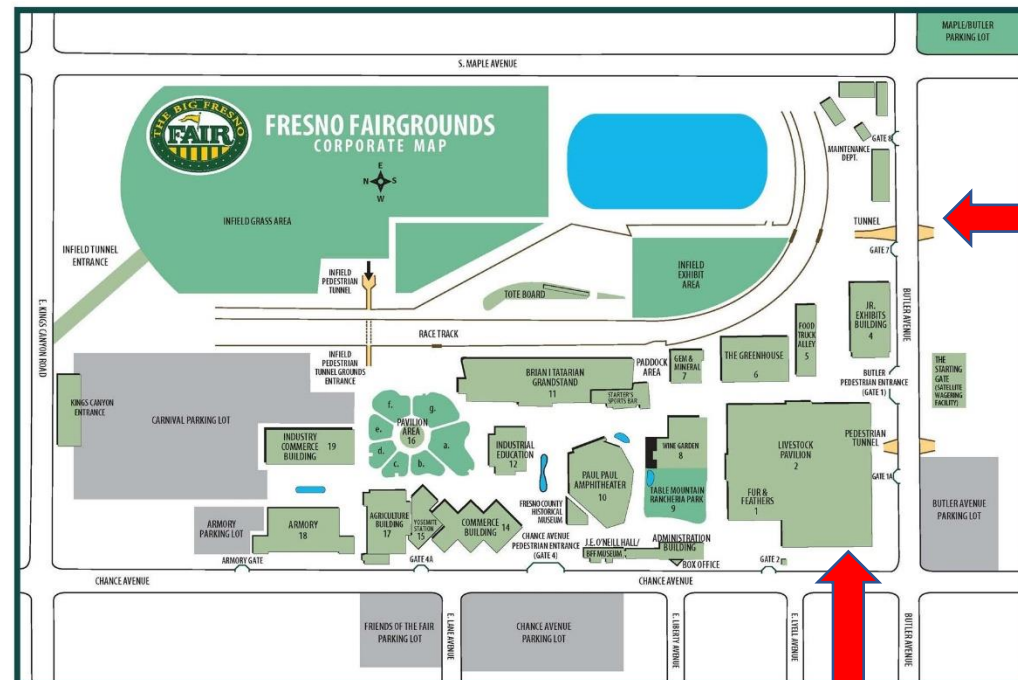 MAPLE/BUTLER
PARKING LOT
S. MAPLE AVENUE
THE BIG FRESNO
FAIR
FRESNO FAIRGROUNDS
CORPORATE MAP
E
N
S
W
GATE 8
MAINTENANCE
DEPT.
INFIELD GRASS AREA
TUNNEL
GATE 7
INFIELD TUNNEL
ENTRANCE
INFIELD
PEDESTRIAN
TUNNEL
INFIELD
EXHIBIT
AREA
TOTE BOARD
E. KINGS CANYON ROAD
BUTLER AVENUE
RACE TRACK
JR.
EXHIBITS
BUILDING
4
FOOD
TRUCK
ALLEY
5
INFIELD
PEDESTRIAN
TUNNEL GROUNDS
ENTRANCE
BRIAN I TATARIAN
GRANDSTAND
11
STARTER'S
SPORTS BAR
PADDOCK
AREA
GEM &
MINERAL
7
THE GREENHOUSE
6
BUTLER
PEDESTRIAN ENTRANCE
(GATE 1)
THE
STARTING
GATE
(SATELLITE
WAGERING
FACILITY)
KINGS CANYON
ENTRANCE
CARNIVAL PARKING LOT
INDUSTRY
COMMERCE
BUILDING
19
f.
g.
e.
PAVILION
AREA
16
a.
d.
c.
b.
INDUSTRIAL
EDUCATION
12
WINE GARDEN
8
LIVESTOCK
PAVILION
2
PEDESTRIAN
TUNNEL
GATE 1A
PAUL PAUL
AMPHITHEATER
10
TABLE MOUNTAIN
RANCHERIA PARK
9
FUR &
FEATHERS
1
BUTLER AVENUE
PARKING LOT
ARMORY
PARKING LOT
ARMORY
18
AGRICULTURE
BUILDING
17
YOSEMITE
STATION
15
COMMERCE
BUILDING
14
FRESNO COUNTY
HISTORICAL
MUSEUM
CHANCE AVENUE
PEDESTRIAN ENTRANCE
(GATE 4)
J.E. O'NEILL HALL/
BFF MUSEUM
ADMINISTRATION
BUILDING
BOX OFFICE
GATE 2
ARMORY GATE
GATE 4A
CHANCE AVENUE
CHANCE AVENUE
FRIENDS OF THE FAIR
PARKING LOT
E. LANE AVENUE
CHANCE AVENUE
PARKING LOT
E. LIBERTY AVENUE
E. LYELL AVENUE
BUTLER AVENUE